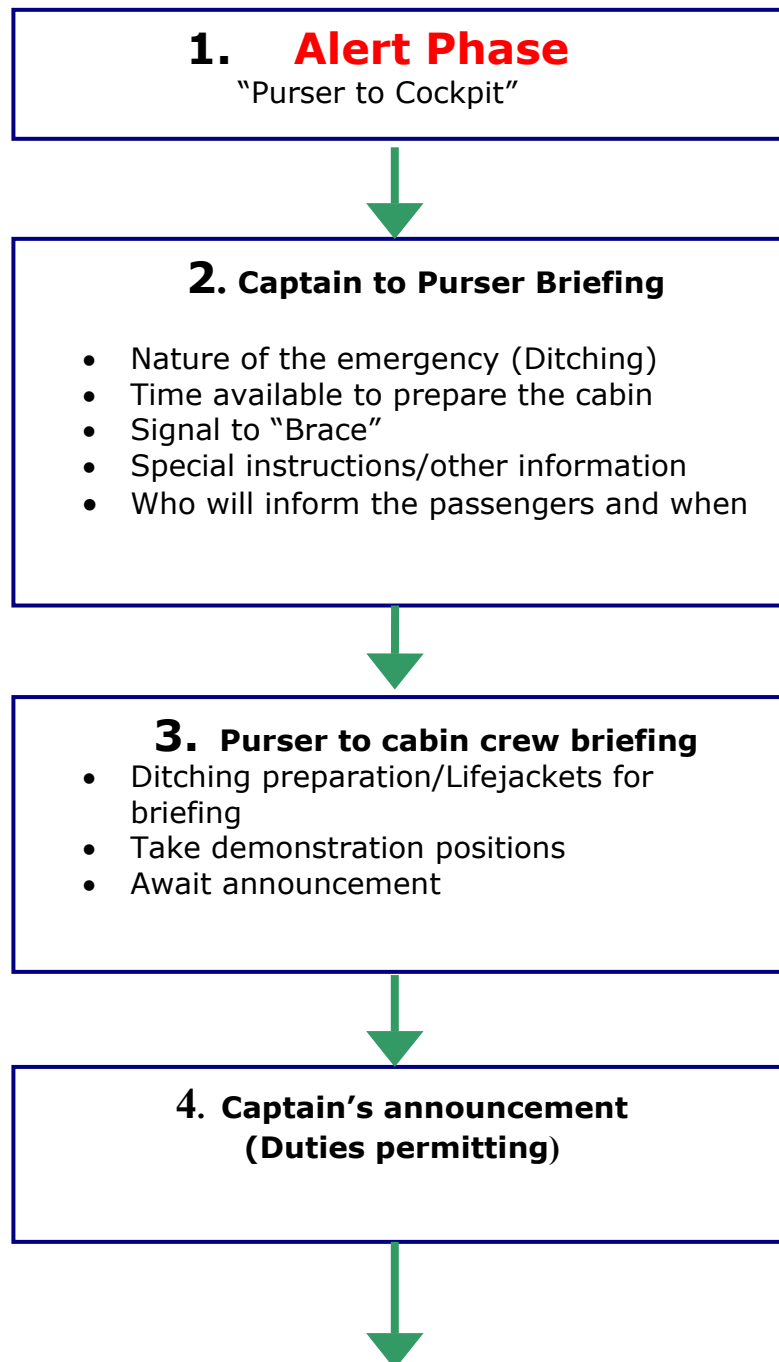 1. Alert Phase
“Purser to Cockpit”
2. Captain to Purser Briefing
• Nature of the emergency (Ditching)
• Time available to prepare the cabin
• Signal to “Brace”
• Special instructions/other information
• Who will inform the passengers and when
3. Purser to cabin crew briefing
• Ditching preparation/Lifejackets for
briefing
• Take demonstration positions
• Await announcement
4. Captain’s announcement
(Duties permitting)